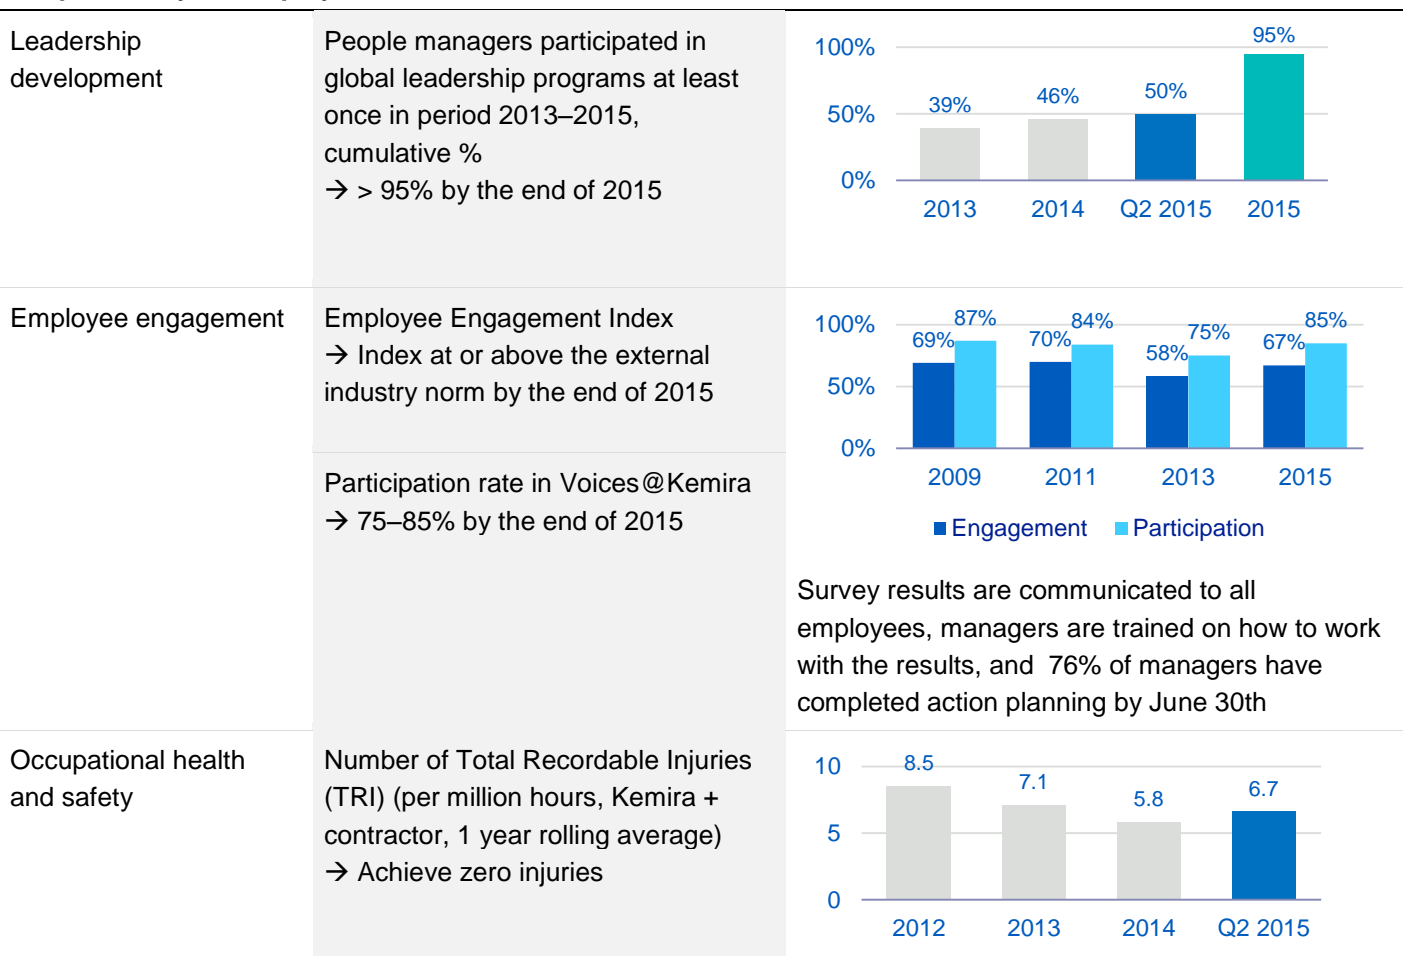 Leadership
development
People managers participated in
global leadership programs at least
once in period 2013–2015,
cumulative %
→ > 95% by the end of 2015
100%
50%
0%
39%
46%
50%
95%
2013
2014
Q2 2015
2015
Employee engagement
Employee Engagement Index
→ Index at or above the external
industry norm by the end of 2015
Participation rate in Voices@Kemira
→ 75–85% by the end of 2015
100%
50%
0%
69%
87%
70%
84%
58%
75%
67%
85%
2009
2011
2013
2015
Engagement
Participation
Survey results are communicated to all
employees, managers are trained on how to work
with the results, and  76% of managers have
completed action planning by June 30th
Occupational health
and safety
Number of Total Recordable Injuries
(TRI) (per million hours, Kemira +
contractor, 1 year rolling average)
→ Achieve zero injuries
10
5
0
8.5
7.1
5.8
6.7
2012
2013
2014
Q2 2015